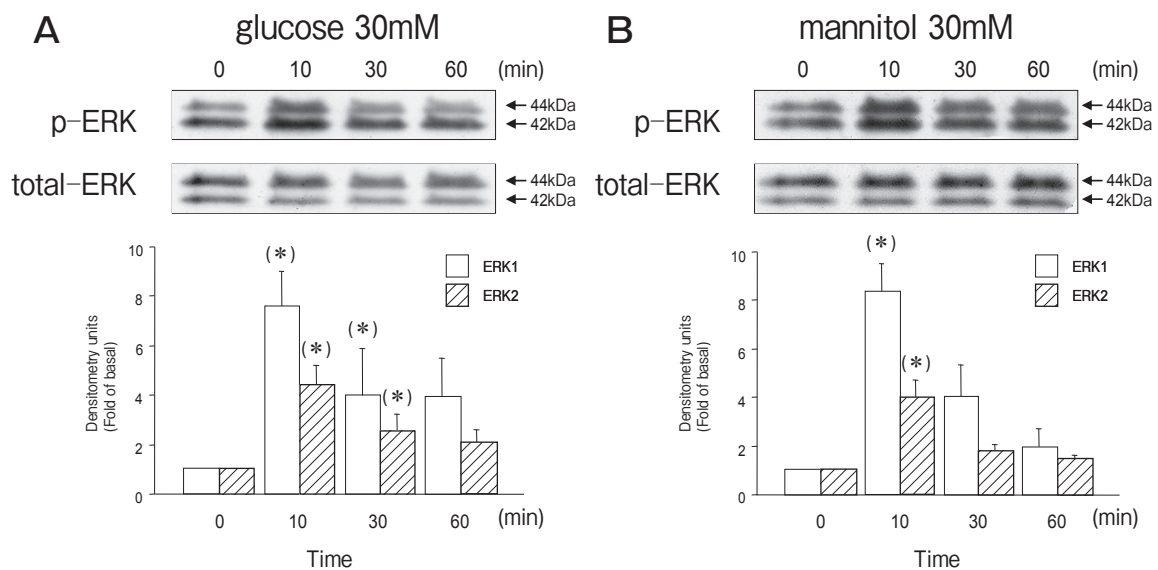 A
glucose 30mM
0 10 30 60 (min)
p-ERK
44kDa
42kDa
total-ERK
44kDa
42kDa
10
8
6
4
2
0
Densitometry units
(Fold of basal)
(*)
(*)
(*)
(*)
ERK1
ERK2
0 10 30 60 (min)
Time
B
mannitol 30mM
0 10 30 60 (min)
p-ERK
44kDa
42kDa
total-ERK
44kDa
42kDa
10
8
6
4
2
0
Densitometry units
(Fold of basal)
(*)
(*)
ERK1
ERK2
0 10 30 60 (min)
Time